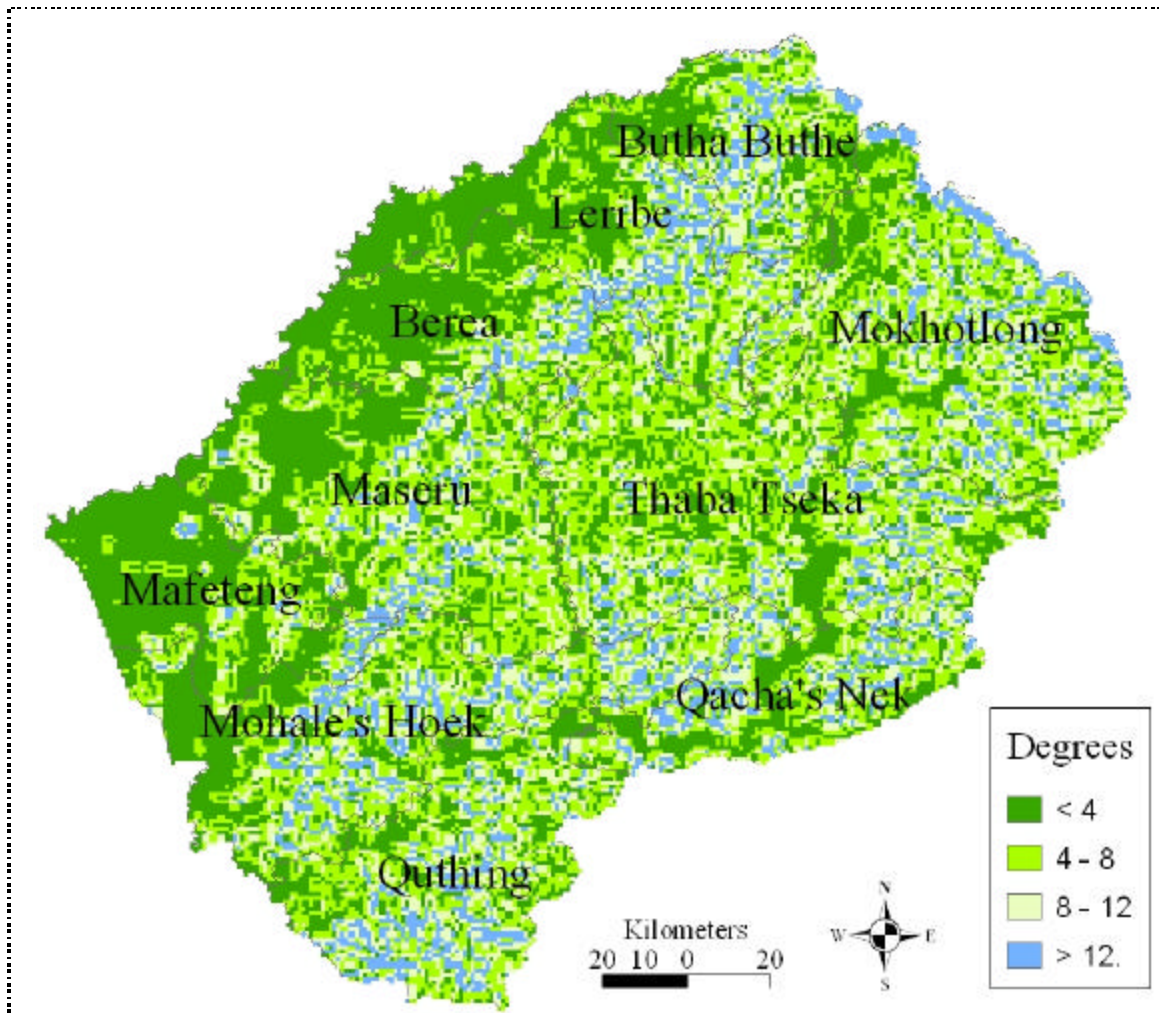 Butha Buthe
Leribe
Berea
Mokhotlong
Maseru
Thaba Tseka
Mafeteng
Qacha's Nek
Mohale's Hoek
Quthing
Degrees
< 4
4 - 8
8 - 12
> 12.
Kilometers
20 10 0 20
N
W E
S